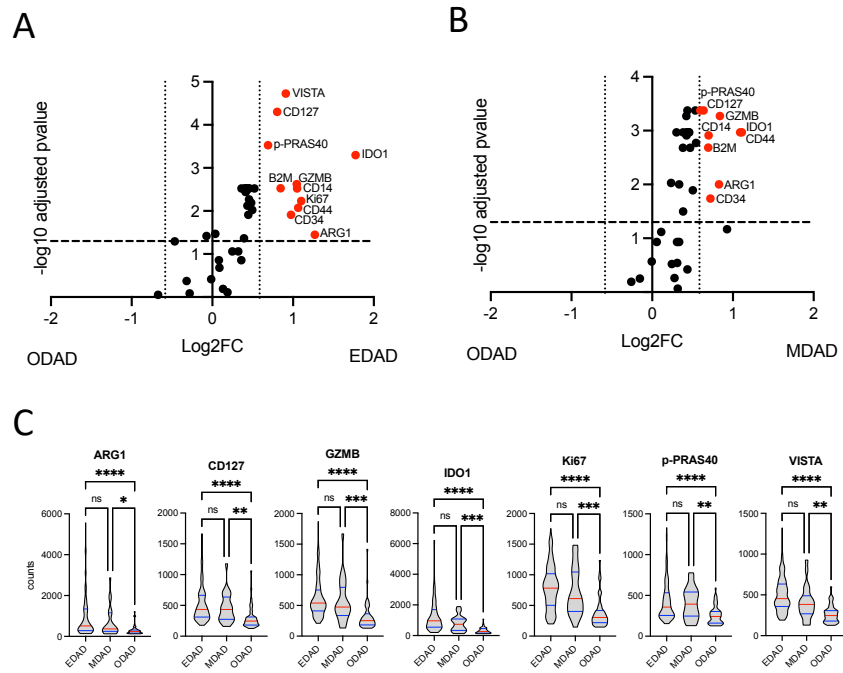 A
-log10 adjusted pvalue
5
4
3
2
1
VISTA
CD127
p-PRAS40
IDO1
B2M GZMB
CD14
Ki67
CD44
CD34
ARG1
-2 -1 0 1 2
Log2FC
ODAD EDAD
B
-log10 adjusted pvalue
4
3
2
1
p-PRAS40
CD127
GZMB
CD14 IDO1
CD44
B2M
ARG1
CD34
-2 -1 0 1 2
Log2FC
ODAD MDAD
C
ARG1
****
ns *
counts
6000
4000
2000
0
EDAD MDAD ODAD
CD127
****
ns **
2000
1500
1000
500
0
EDAD MDAD ODAD
GZMB
****
ns ***
2000
1500
1000
500
0
EDAD MDAD ODAD
IDO1
****
ns ***
8000
6000
4000
2000
0
EDAD MDAD ODAD
Ki67
****
ns ***
2000
1500
1000
500
0
EDAD MDAD ODAD
p-PRAS40
****
ns **
1500
1000
500
0
EDAD MDAD ODAD
VISTA
****
ns **
1500
1000
500
0
EDAD MDAD ODAD